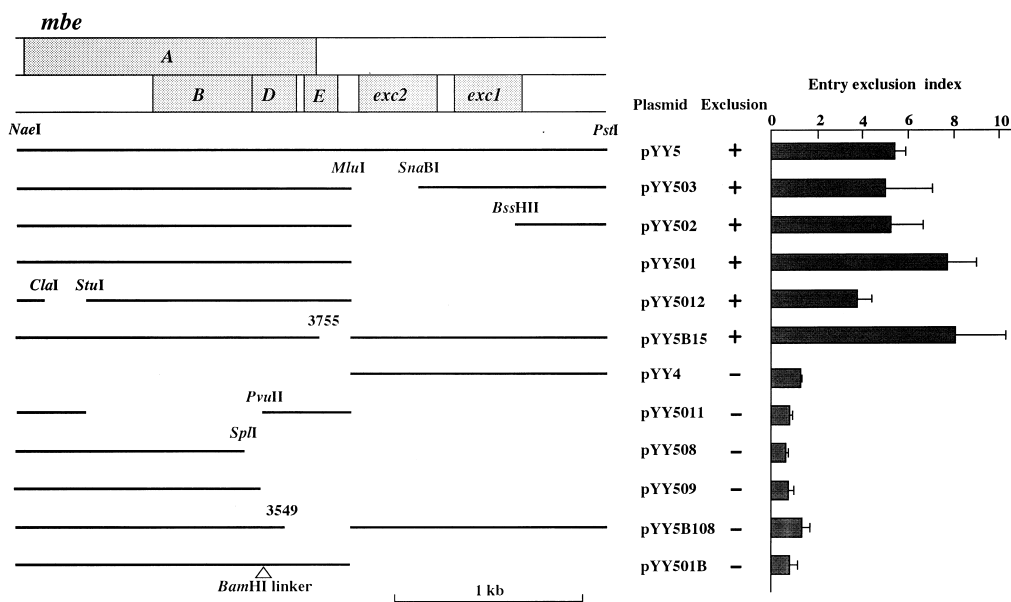 mbe
A
B D E exc2 exc1
Entry exclusion index
Plasmid Exclusion
0 2 4 6 8 10
NaeI PstI
pYY5 +
MluI SnaBI
pYY503 +
BssHII
pYY502 +
pYY501 +
ClaI StuI
pYY5012 +
3755
pYY5B15 +
pYY4 −
PvuII
pYY5011 −
SplI
pYY508 −
pYY509 −
3549
pYY5B108 −
pYY501B −
BamHI linker
1 kb